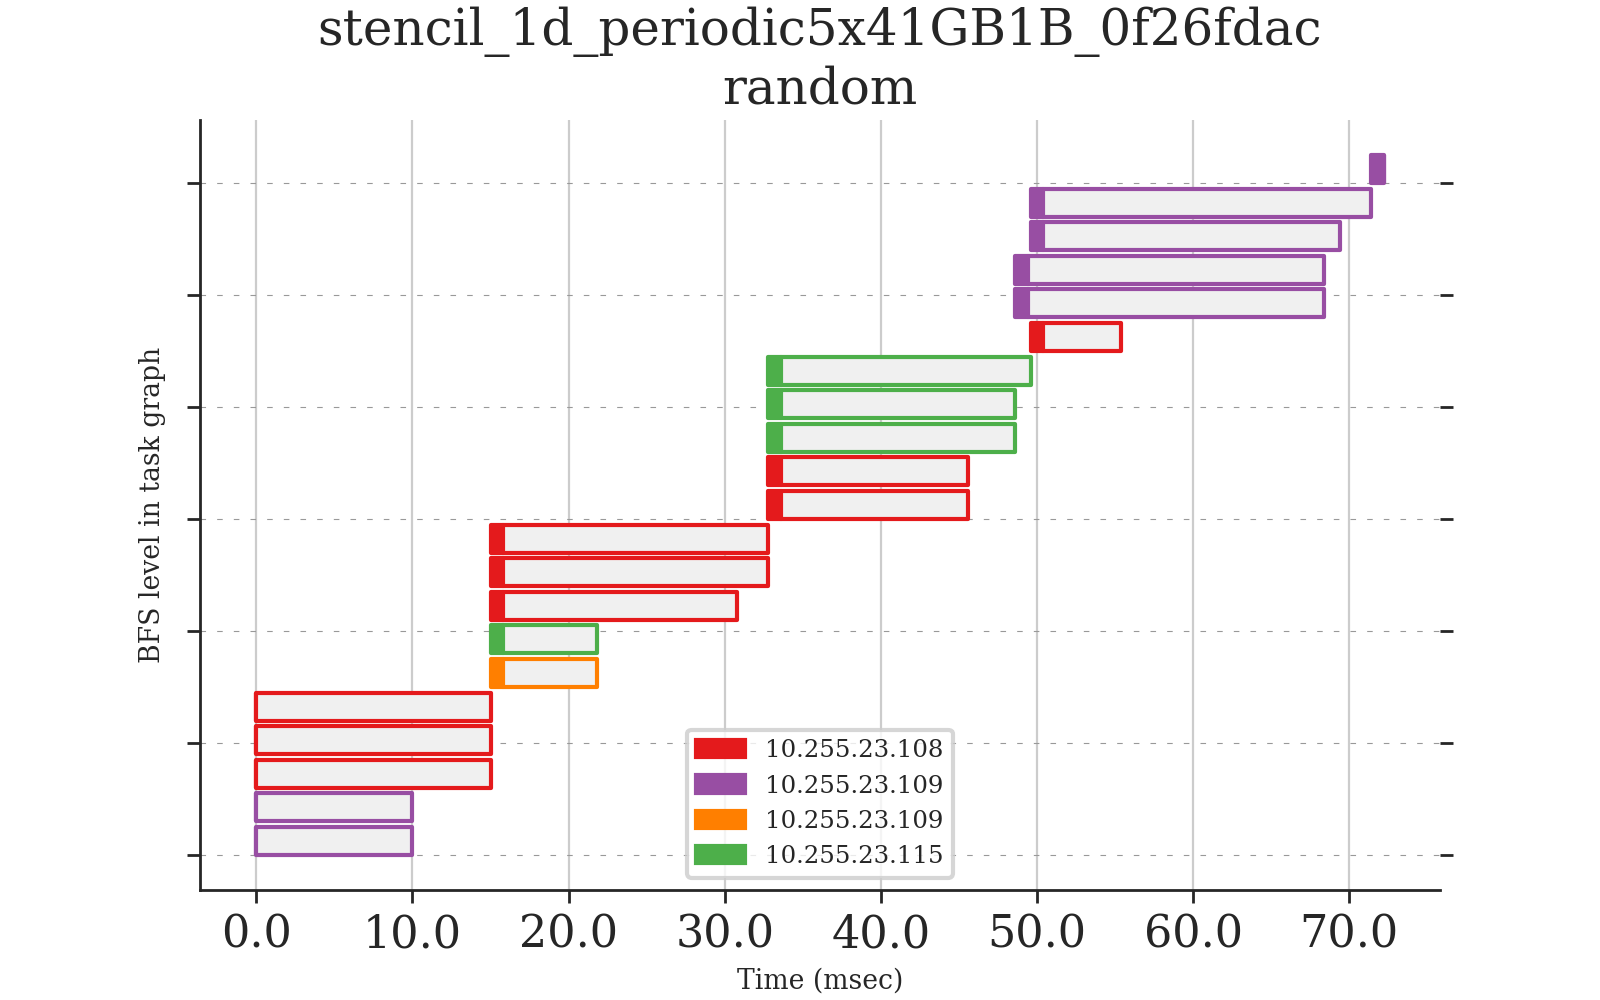 stencil_1d_periodic5x41GB1B_0f26fdac
random
BFS level in task graph
10.255.23.108
10.255.23.109
10.255.23.109
10.255.23.115
0.0 10.0 20.0 30.0 40.0 50.0 60.0 70.0
Time (msec)